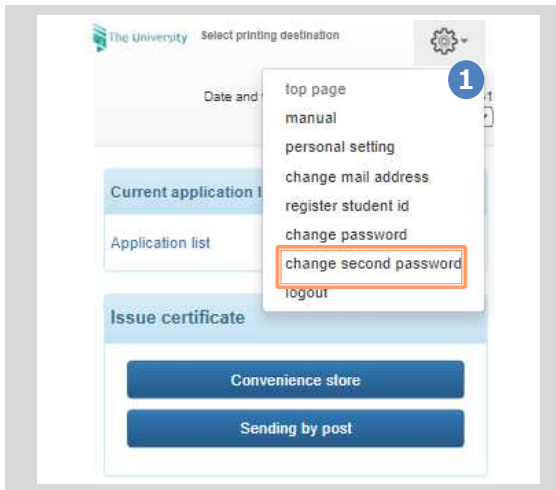 The University Select printing destination
1
Date and
top page
manual
personal setting
change mail address
register student id
change password
change second password
logout
Current application
Application list
Issue certificate
Convenience store
Sending by post